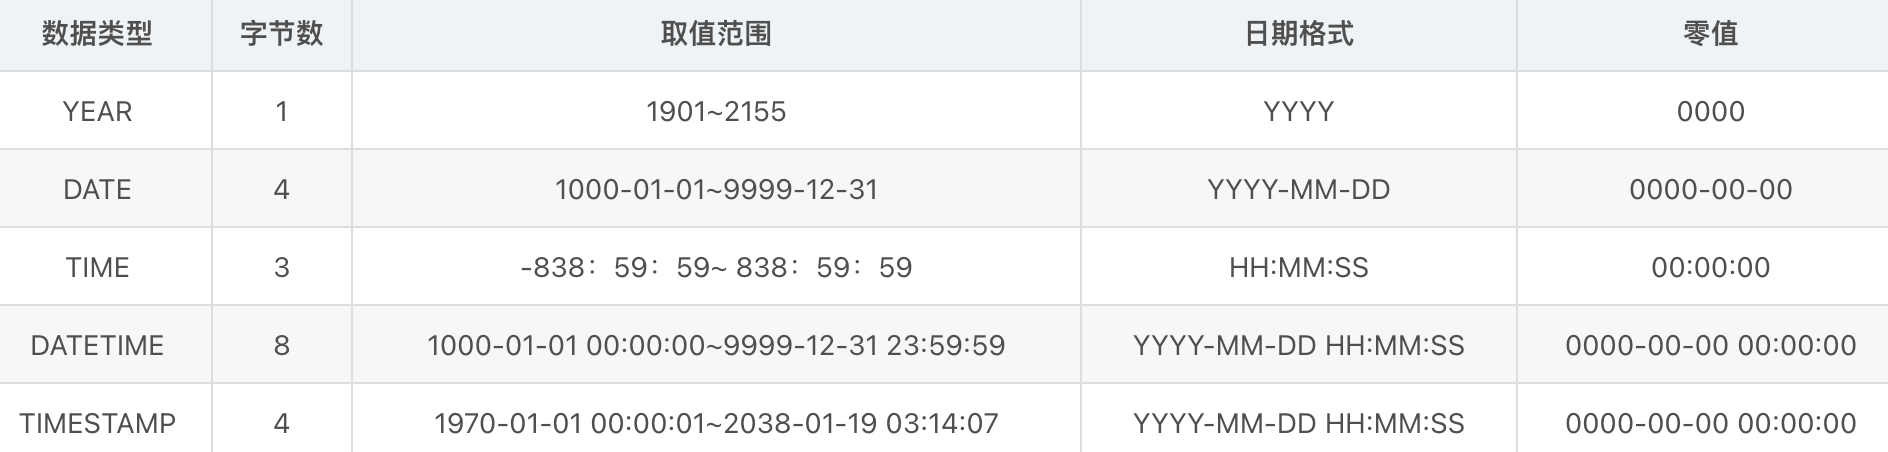 数据类型 字节数 取值范围 日期格式 零值
YEAR 1 1901~2155 YYYY 0000
DATE 4 1000-01-01~9999-12-31 YYYY-MM-DD 0000-00-00
TIME 3 -838：59：59~ 838：59：59 HH:MM:SS 00:00:00
DATETIME 8 1000-01-01 00:00:00~9999-12-31 23:59:59 YYYY-MM-DD HH:MM:SS 0000-00-00 00:00:00
TIMESTAMP 4 1970-01-01 00:00:01~2038-01-19 03:14:07 YYYY-MM-DD HH:MM:SS 0000-00-00 00:00:00